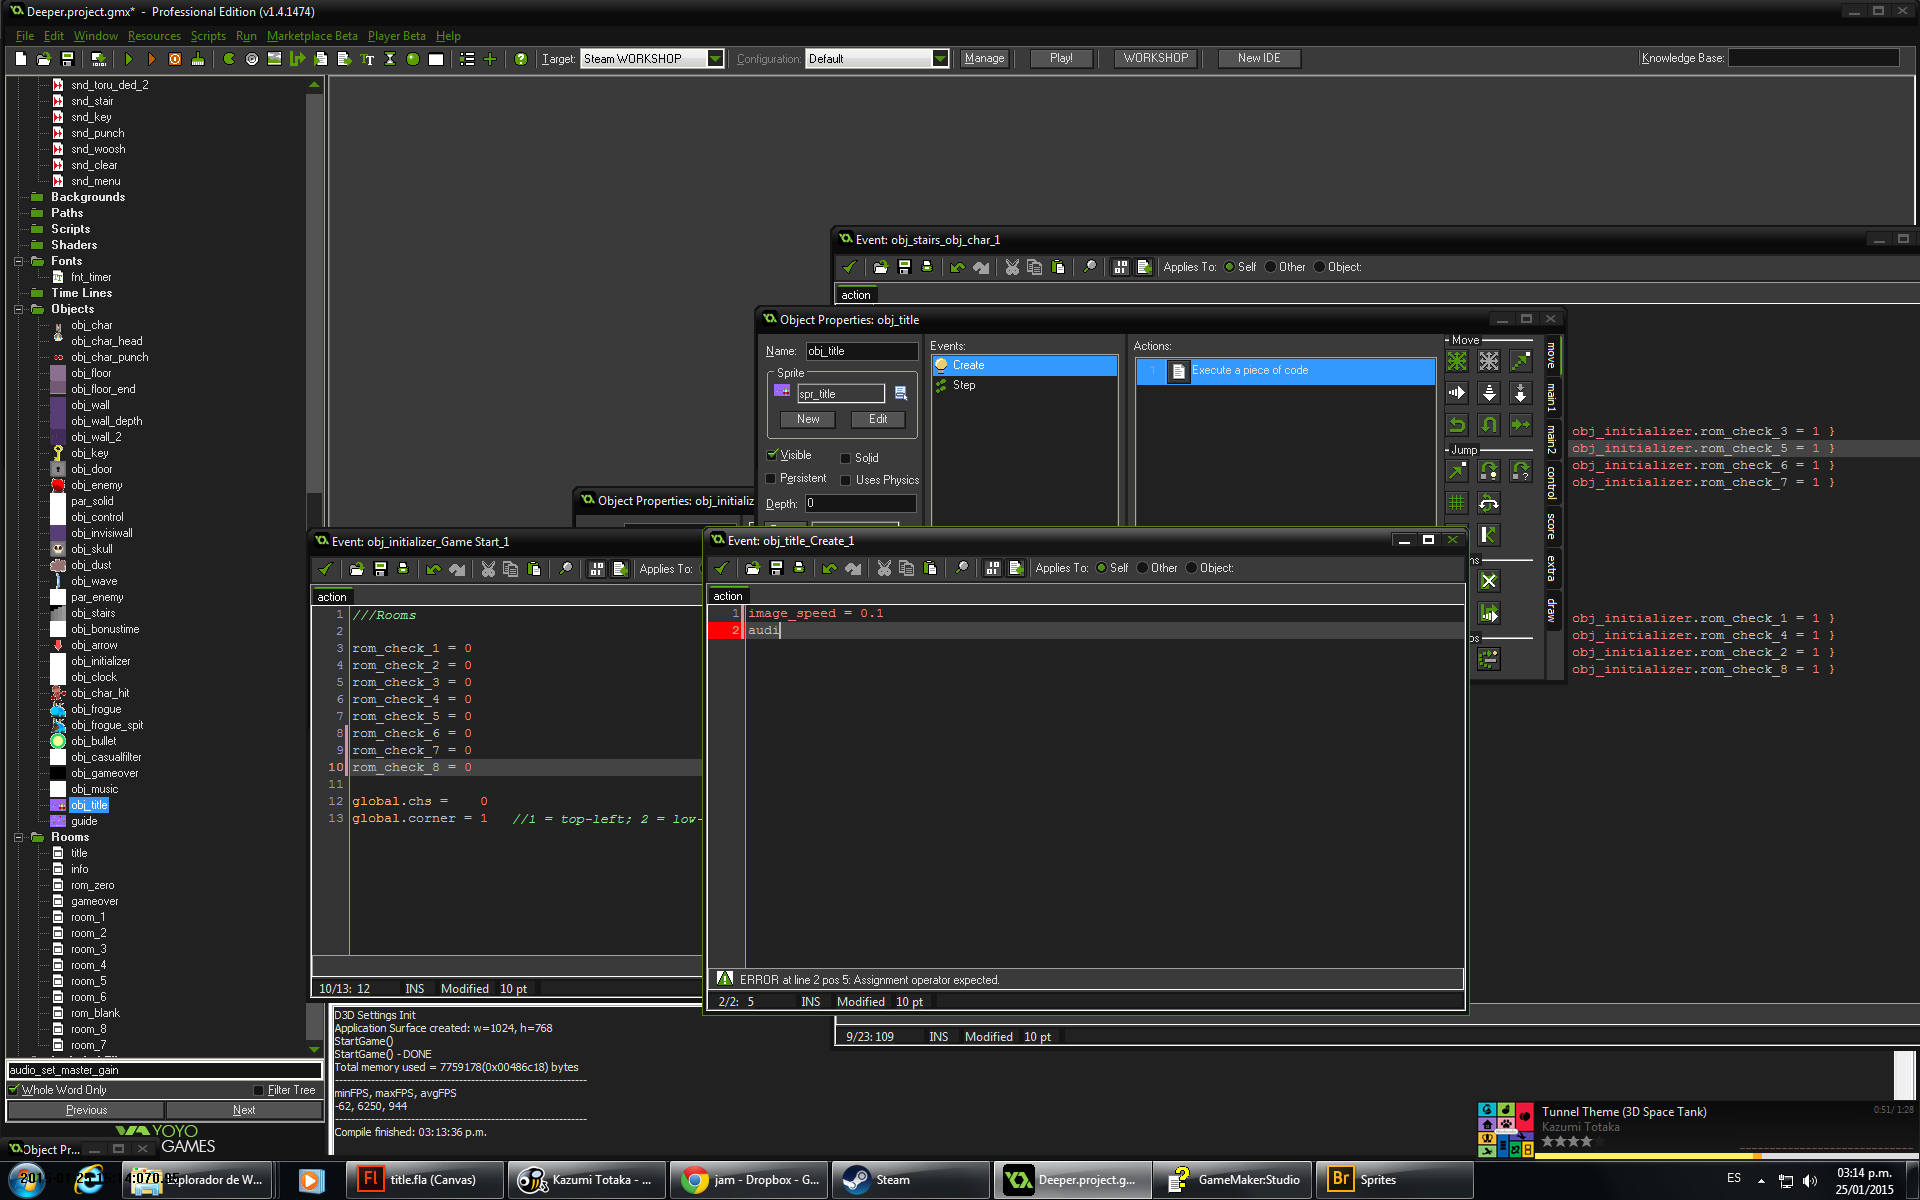 Deeper.project.gmx* - Professional Edition (v1.4.1474)
File Edit Window Resources Scripts Run Marketplace Beta Player Beta Help
Target: Steam WORKSHOP Configuration: Default Manage Play! WORKSHOP New IDE Knowledge Base:
snd_toru_ded_2
snd_stair
snd_key
snd_punch
snd_woosh
snd_clear
snd_menu
Backgrounds
Paths
Scripts
Shaders
Fonts
fnt_timer
Time Lines
Objects
obj_char
obj_char_head
obj_char_punch
obj_floor
obj_floor_end
obj_wall
obj_wall_depth
obj_wall_2
obj_key
obj_door
obj_enemy
par_solid
obj_control
obj_invisiwall
obj_skull
obj_dust
obj_wave
par_enemy
obj_stairs
obj_bonustime
obj_arrow
obj_initializer
obj_clock
obj_char_hit
obj_frogue
obj_frogue_spit
obj_bullet
obj_casualfilter
obj_gameover
obj_music
obj_title
guide
Rooms
title
info
rom_zero
gameover
room_1
room_2
room_3
room_4
room_5
room_6
rom_blank
room_8
room_7
audio_set_master_gain
Whole Word Only Filter Tree
Previous Next
YOYO
GAMES
Object Pr...
Event: obj_stairs_obj_char_1
Applies To: Self Other Object:
action
obj_initializer.rom_check_3 = 1 }
obj_initializer.rom_check_5 = 1 }
obj_initializer.rom_check_6 = 1 }
obj_initializer.rom_check_7 = 1 }
obj_initializer.rom_check_1 = 1 }
obj_initializer.rom_check_4 = 1 }
obj_initializer.rom_check_2 = 1 }
obj_initializer.rom_check_8 = 1 }
9/23: 109 INS Modified 10 pt
Object Properties: obj_title
Name: obj_title
Sprite
spr_title
New Edit
Visible Solid
Persistent Uses Physics
Depth: 0
Events:
Create
Step
Actions:
1 Execute a piece of code
Move
Jump
move
main1
main2
control
score
extra
draw
Object Properties: obj_initializ
Event: obj_initializer_Game Start_1
Applies To:
action
1 ///Rooms
2
3 rom_check_1 = 0
4 rom_check_2 = 0
5 rom_check_3 = 0
6 rom_check_4 = 0
7 rom_check_5 = 0
8 rom_check_6 = 0
9 rom_check_7 = 0
10 rom_check_8 = 0
11
12 global.chs = 0
13 global.corner = 1 //1 = top-left; 2 = low-
10/13: 12 INS Modified 10 pt
Event: obj_title_Create_1
Applies To: Self Other Object:
action
1 image_speed = 0.1
2 audi
ERROR at line 2 pos 5: Assignment operator expected.
2/2: 5 INS Modified 10 pt
D3D Settings Init
Application Surface created: w=1024, h=768
StartGame()
StartGame() - DONE
Total memory used = 7759178(0x00486c18) bytes
minFPS, maxFPS, avgFPS
-62, 6250, 944
Compile finished: 03:13:36 p.m.
Tunnel Theme (3D Space Tank) 0:51/ 1:28
Kazumi Totaka
Explorador de W...
title.fla (Canvas)
Kazumi Totaka - ...
jam - Dropbox - G...
Steam
Deeper.project.g...
GameMaker:Studio
Sprites
ES
03:14 p.m.
25/01/2015